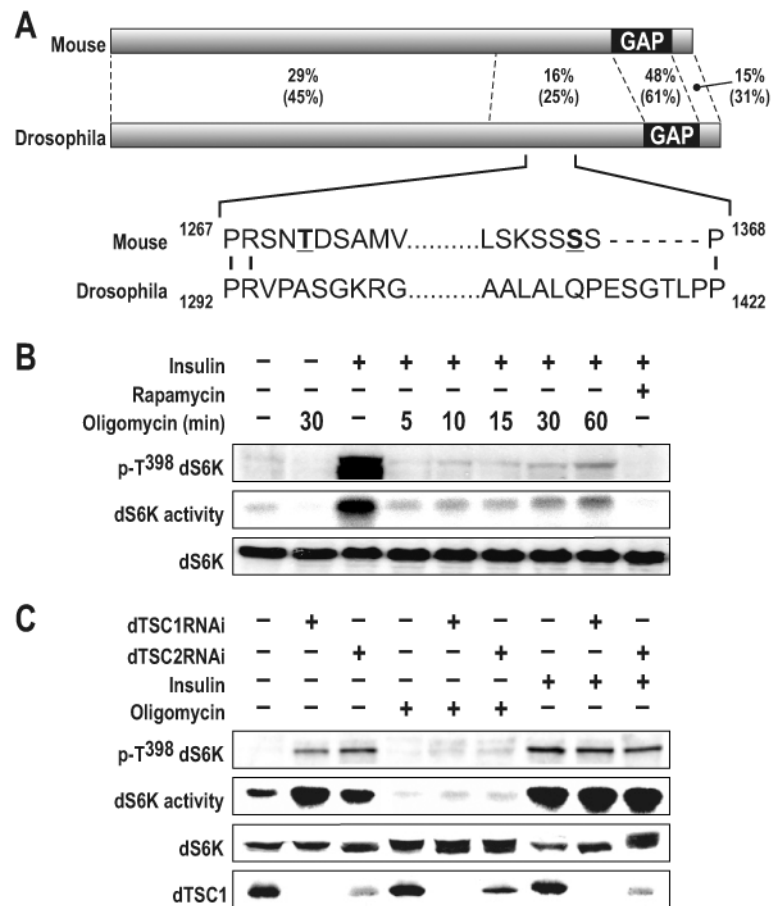 A
Mouse GAP
29% 16% 48% 15%
(45%) (25%) (61%) (31%)
Drosophila GAP
Mouse 1267 PRSNTDSAMV..........LSKSSSS - - - - - - - P 1368
Drosophila 1292 PRVPASGKRG..........AALALQPESGTLPP 1422
B
Insulin – – + + + + + + +
Rapamycin – – – – – – – – +
Oligomycin (min) – 30 – 5 10 15 30 60 –
p-T398 dS6K
dS6K activity
dS6K
C
dTSC1RNAi – + – – + – – + –
dTSC2RNAi – – + – – + – – +
Insulin – – – – – – + + +
Oligomycin – – – + + + – – –
p-T398 dS6K
dS6K activity
dS6K
dTSC1